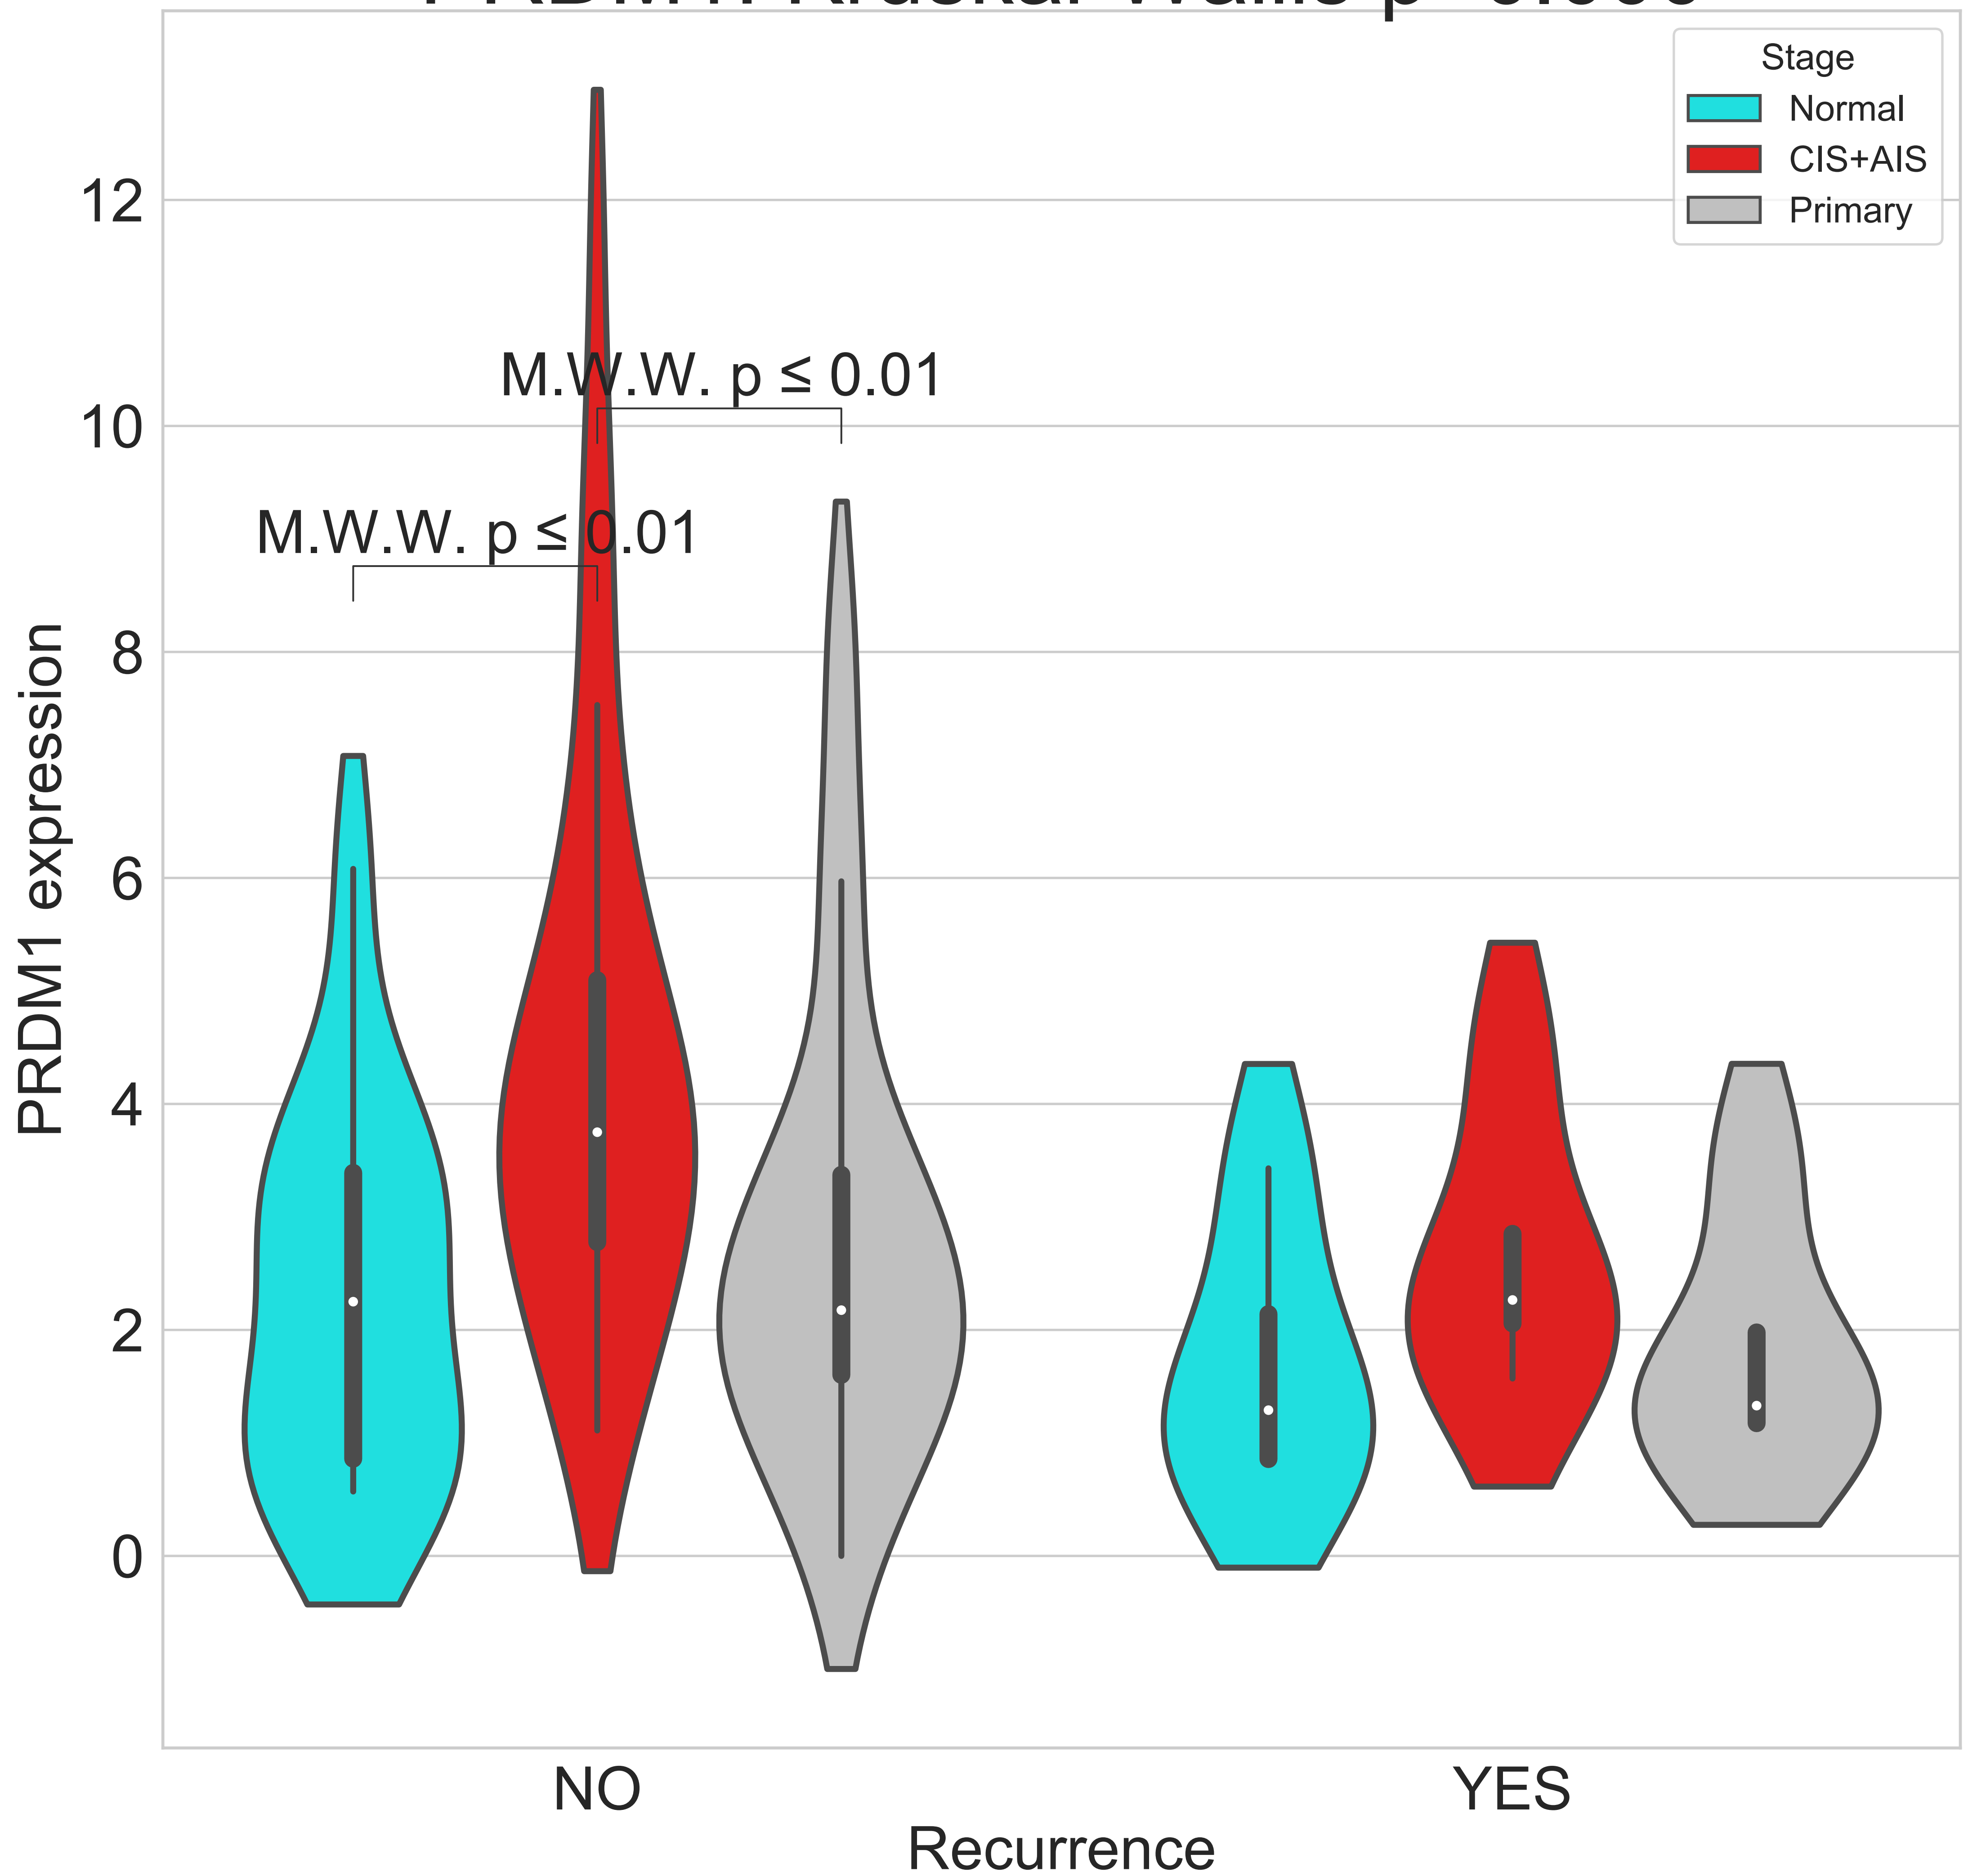 Stage
Normal
CIS+AIS
Primary
12
10
8
6
4
2
0
M.W.W. p ≤ 0.01
M.W.W. p ≤ 0.01
PRDM1 expression
NO
YES
Recurrence